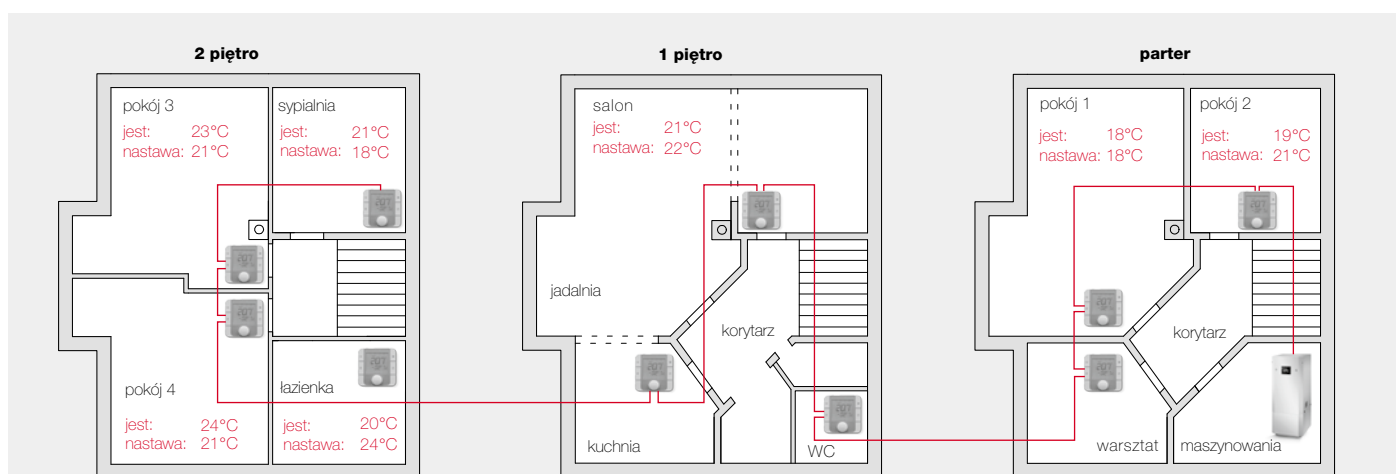 2 piętro
1 piętro
parter
pokój 3
jest: 23°C
nastawa: 21°C
sypialnia
jest: 21°C
nastawa: 18°C
pokój 4
jest: 24°C
nastawa: 21°C
łazienka
jest: 20°C
nastawa: 24°C
salon
jest: 21°C
nastawa: 22°C
jadalnia
korytarz
kuchnia
WC
pokój 1
jest: 18°C
nastawa: 18°C
pokój 2
jest: 19°C
nastawa: 21°C
korytarz
warsztat
maszynowania